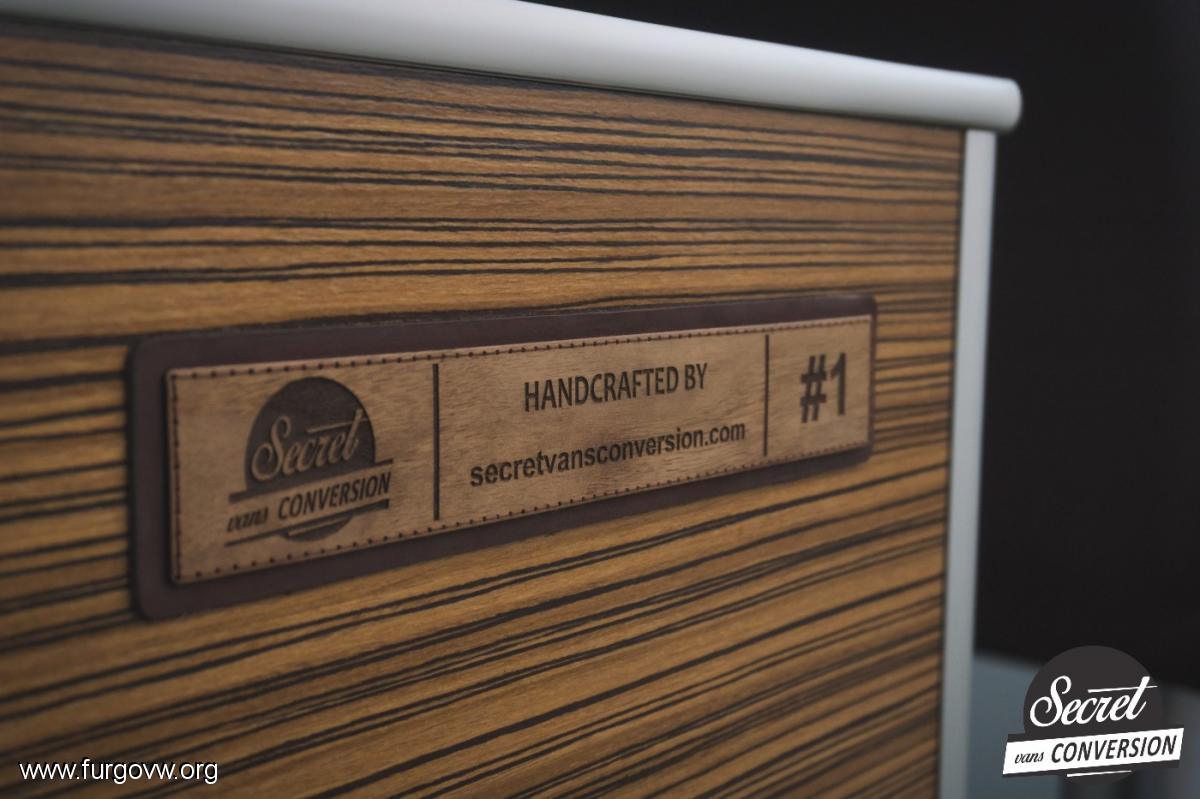 Secret
vans CONVERSION
HANDCRAFTED BY
secretvansconversion.com
#1
www.furgovw.org
Secret
vans CONVERSION